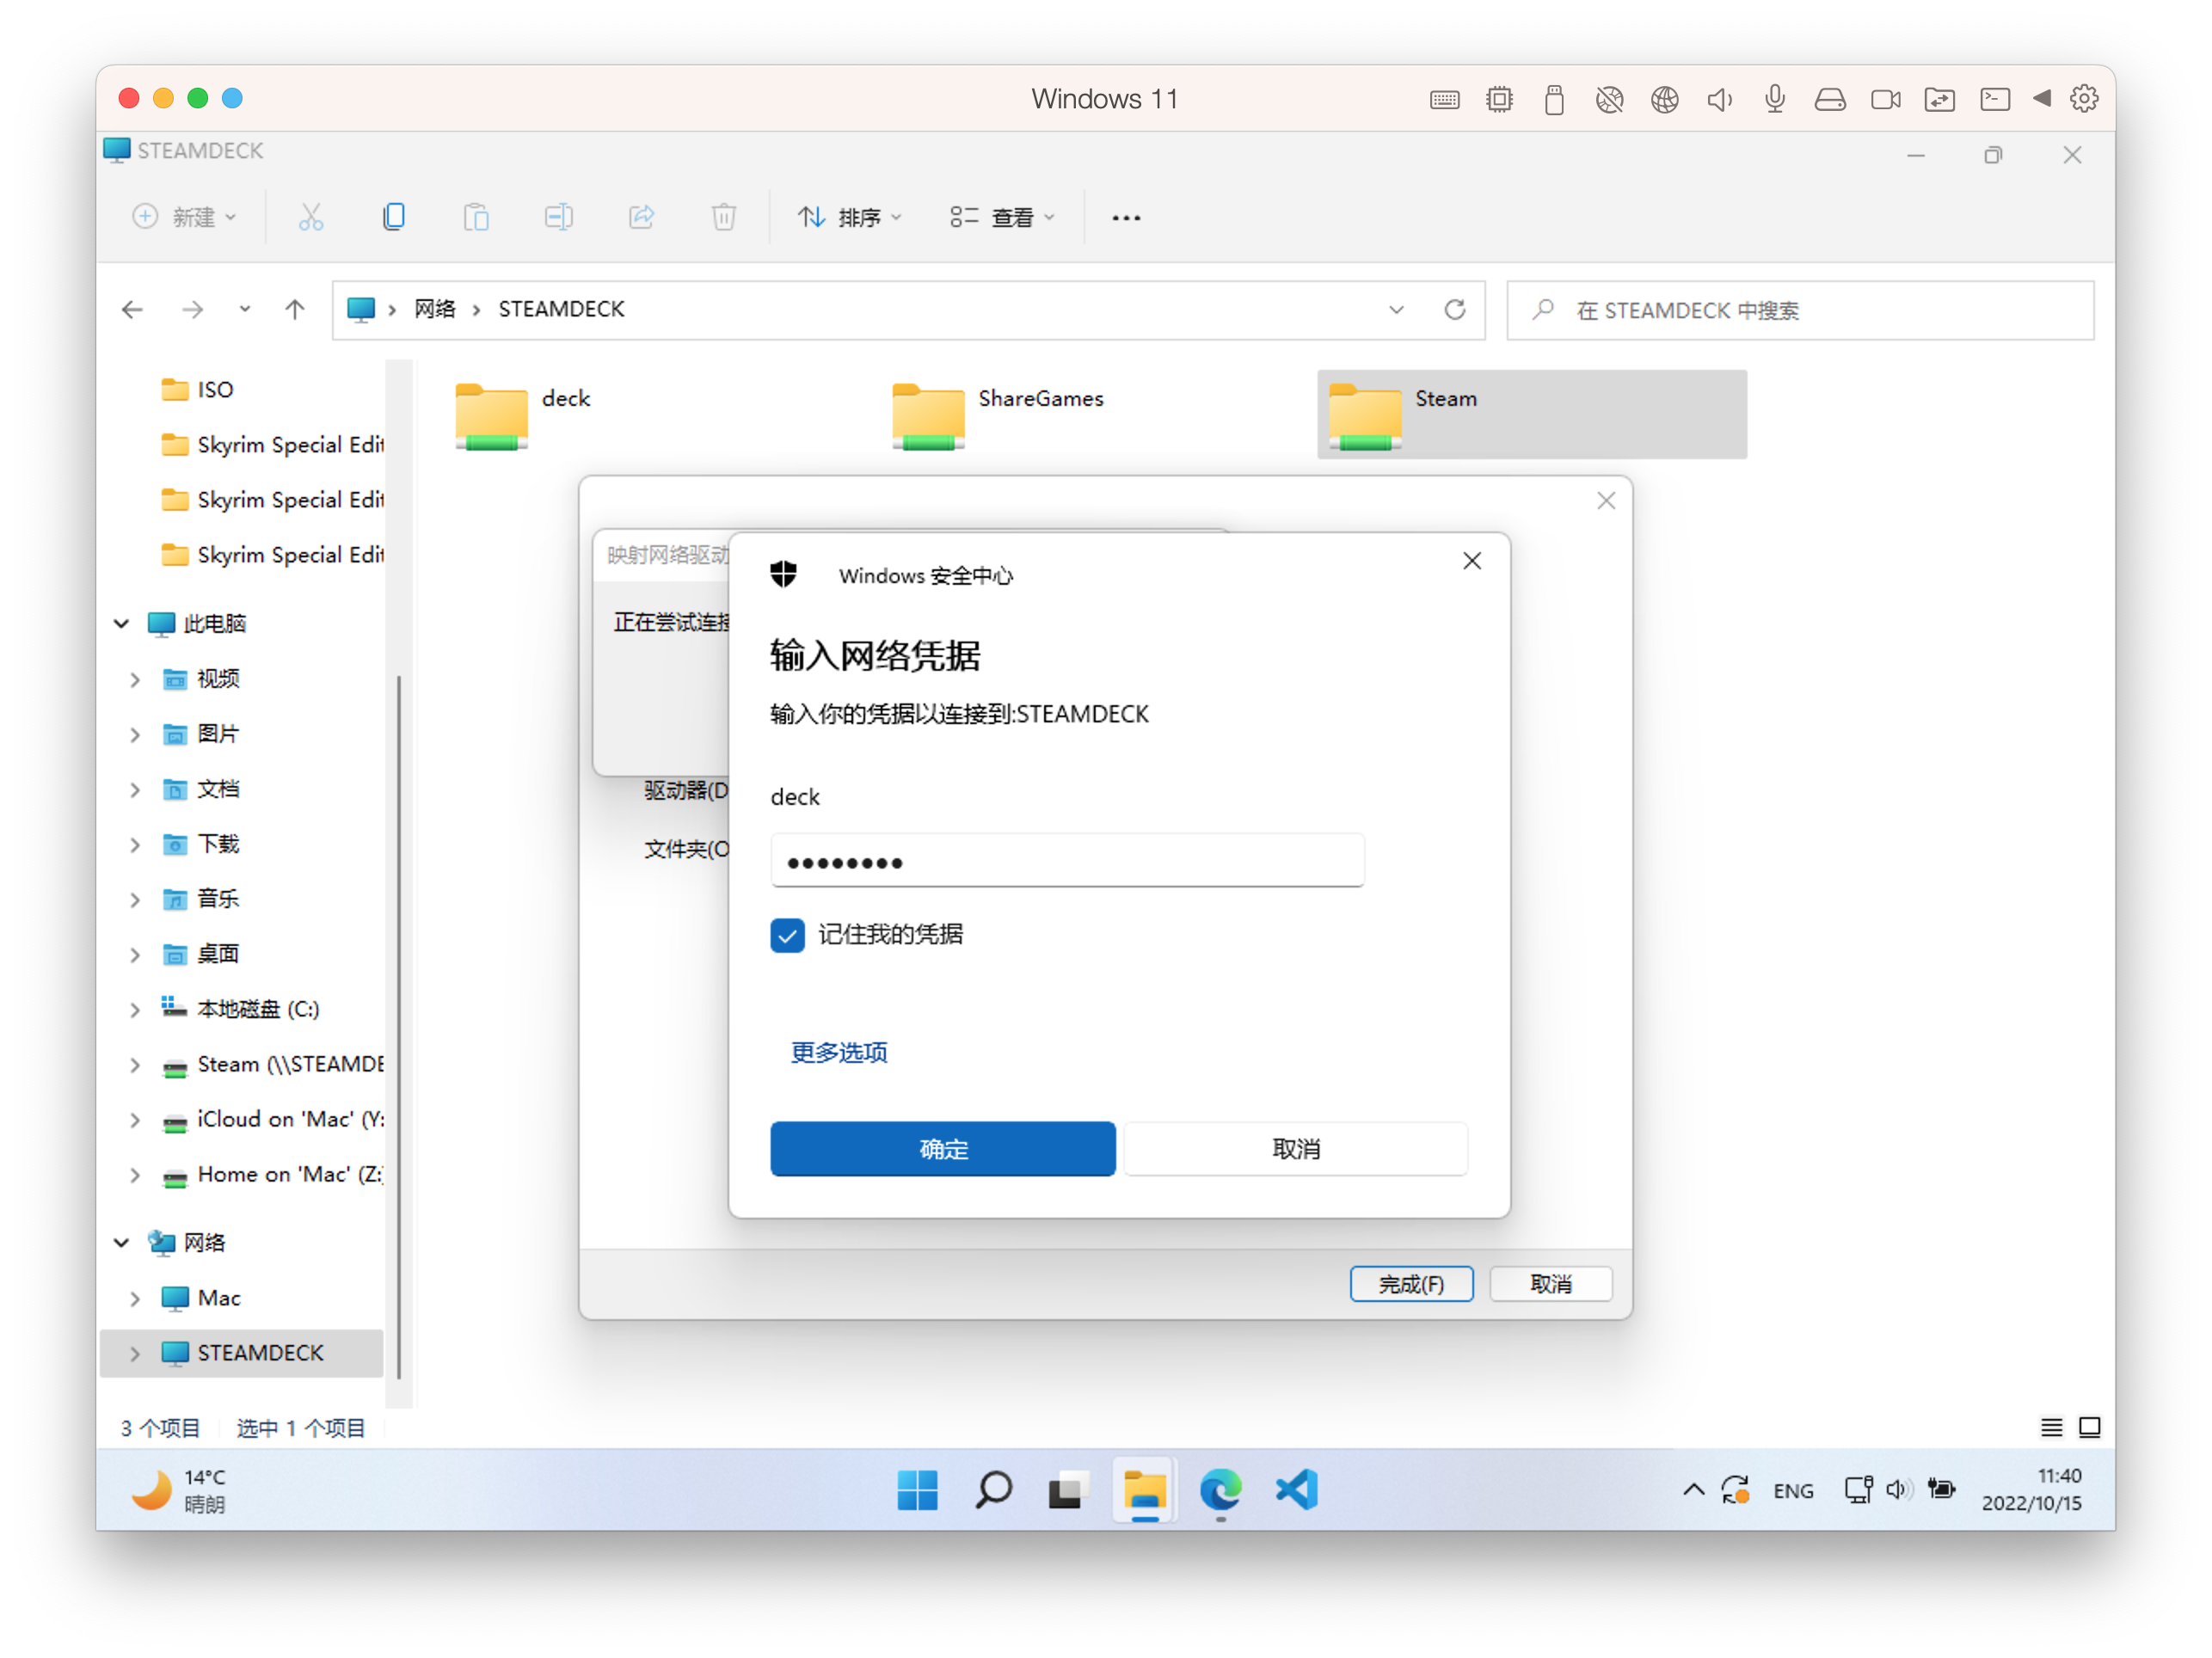 Windows 11
STEAMDECK
新建
排序
查看
网络
STEAMDECK
在 STEAMDECK 中搜索
ISO
Skyrim Special Edit
Skyrim Special Edit
Skyrim Special Edit
此电脑
视频
图片
文档
下载
音乐
桌面
本地磁盘 (C:)
Steam (\\STEAMDE
iCloud on 'Mac' (Y:
Home on 'Mac' (Z:)
网络
Mac
STEAMDECK
deck
ShareGames
Steam
映射网络驱动
正在尝试连接
驱动器(D
文件夹(O
Windows 安全中心
输入网络凭据
输入你的凭据以连接到:STEAMDECK
deck
记住我的凭据
更多选项
确定
取消
完成(F)
取消
3 个项目
选中 1 个项目
14°C
晴朗
ENG
11:40
2022/10/15